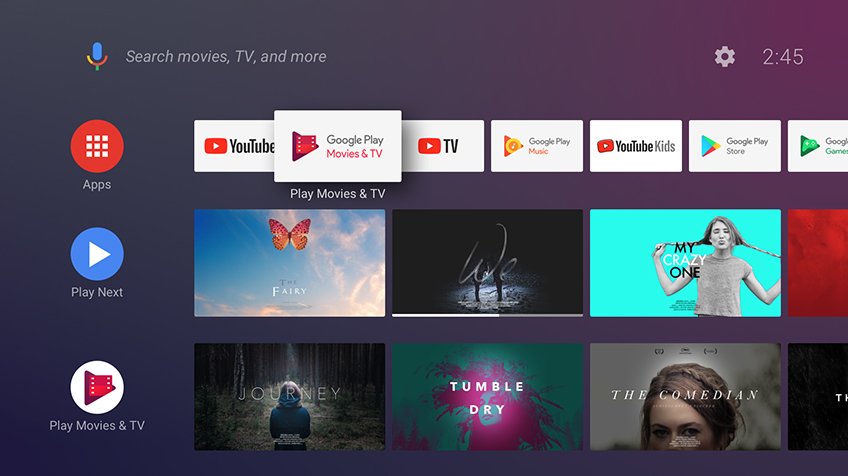 Search movies, TV, and more
2:45
YouTube
Google Play
Movies & TV
TV
Google Play
Music
YouTube Kids
Google Play
Store
Google
Games
Apps
Play Movies & TV
Play Next
THE
FAIRY
We
MY
CRAZY
ONE
Play Movies & TV
JOURNEY
TUMBLE
DRY
THE COMEDIAN
TH